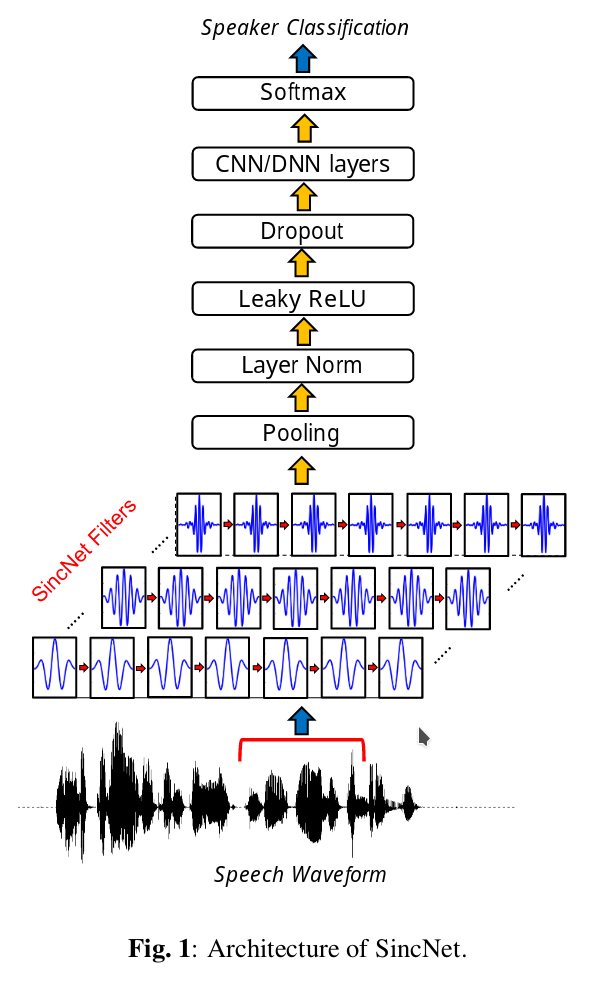 Speaker Classification
Softmax
CNN/DNN layers
Dropout
Leaky ReLU
Layer Norm
Pooling
SincNet Filters
Speech Waveform
Fig. 1: Architecture of SincNet.